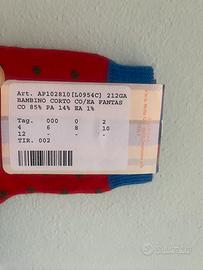 Art. AP102810[L0954C] 212GA
BAMBINO CORTO CO/EA FANTAS
CO 85% PA 14% EA 1%
Tag. 000 0 2
4 6 8 10
12 - - -
TIR. 002
subito